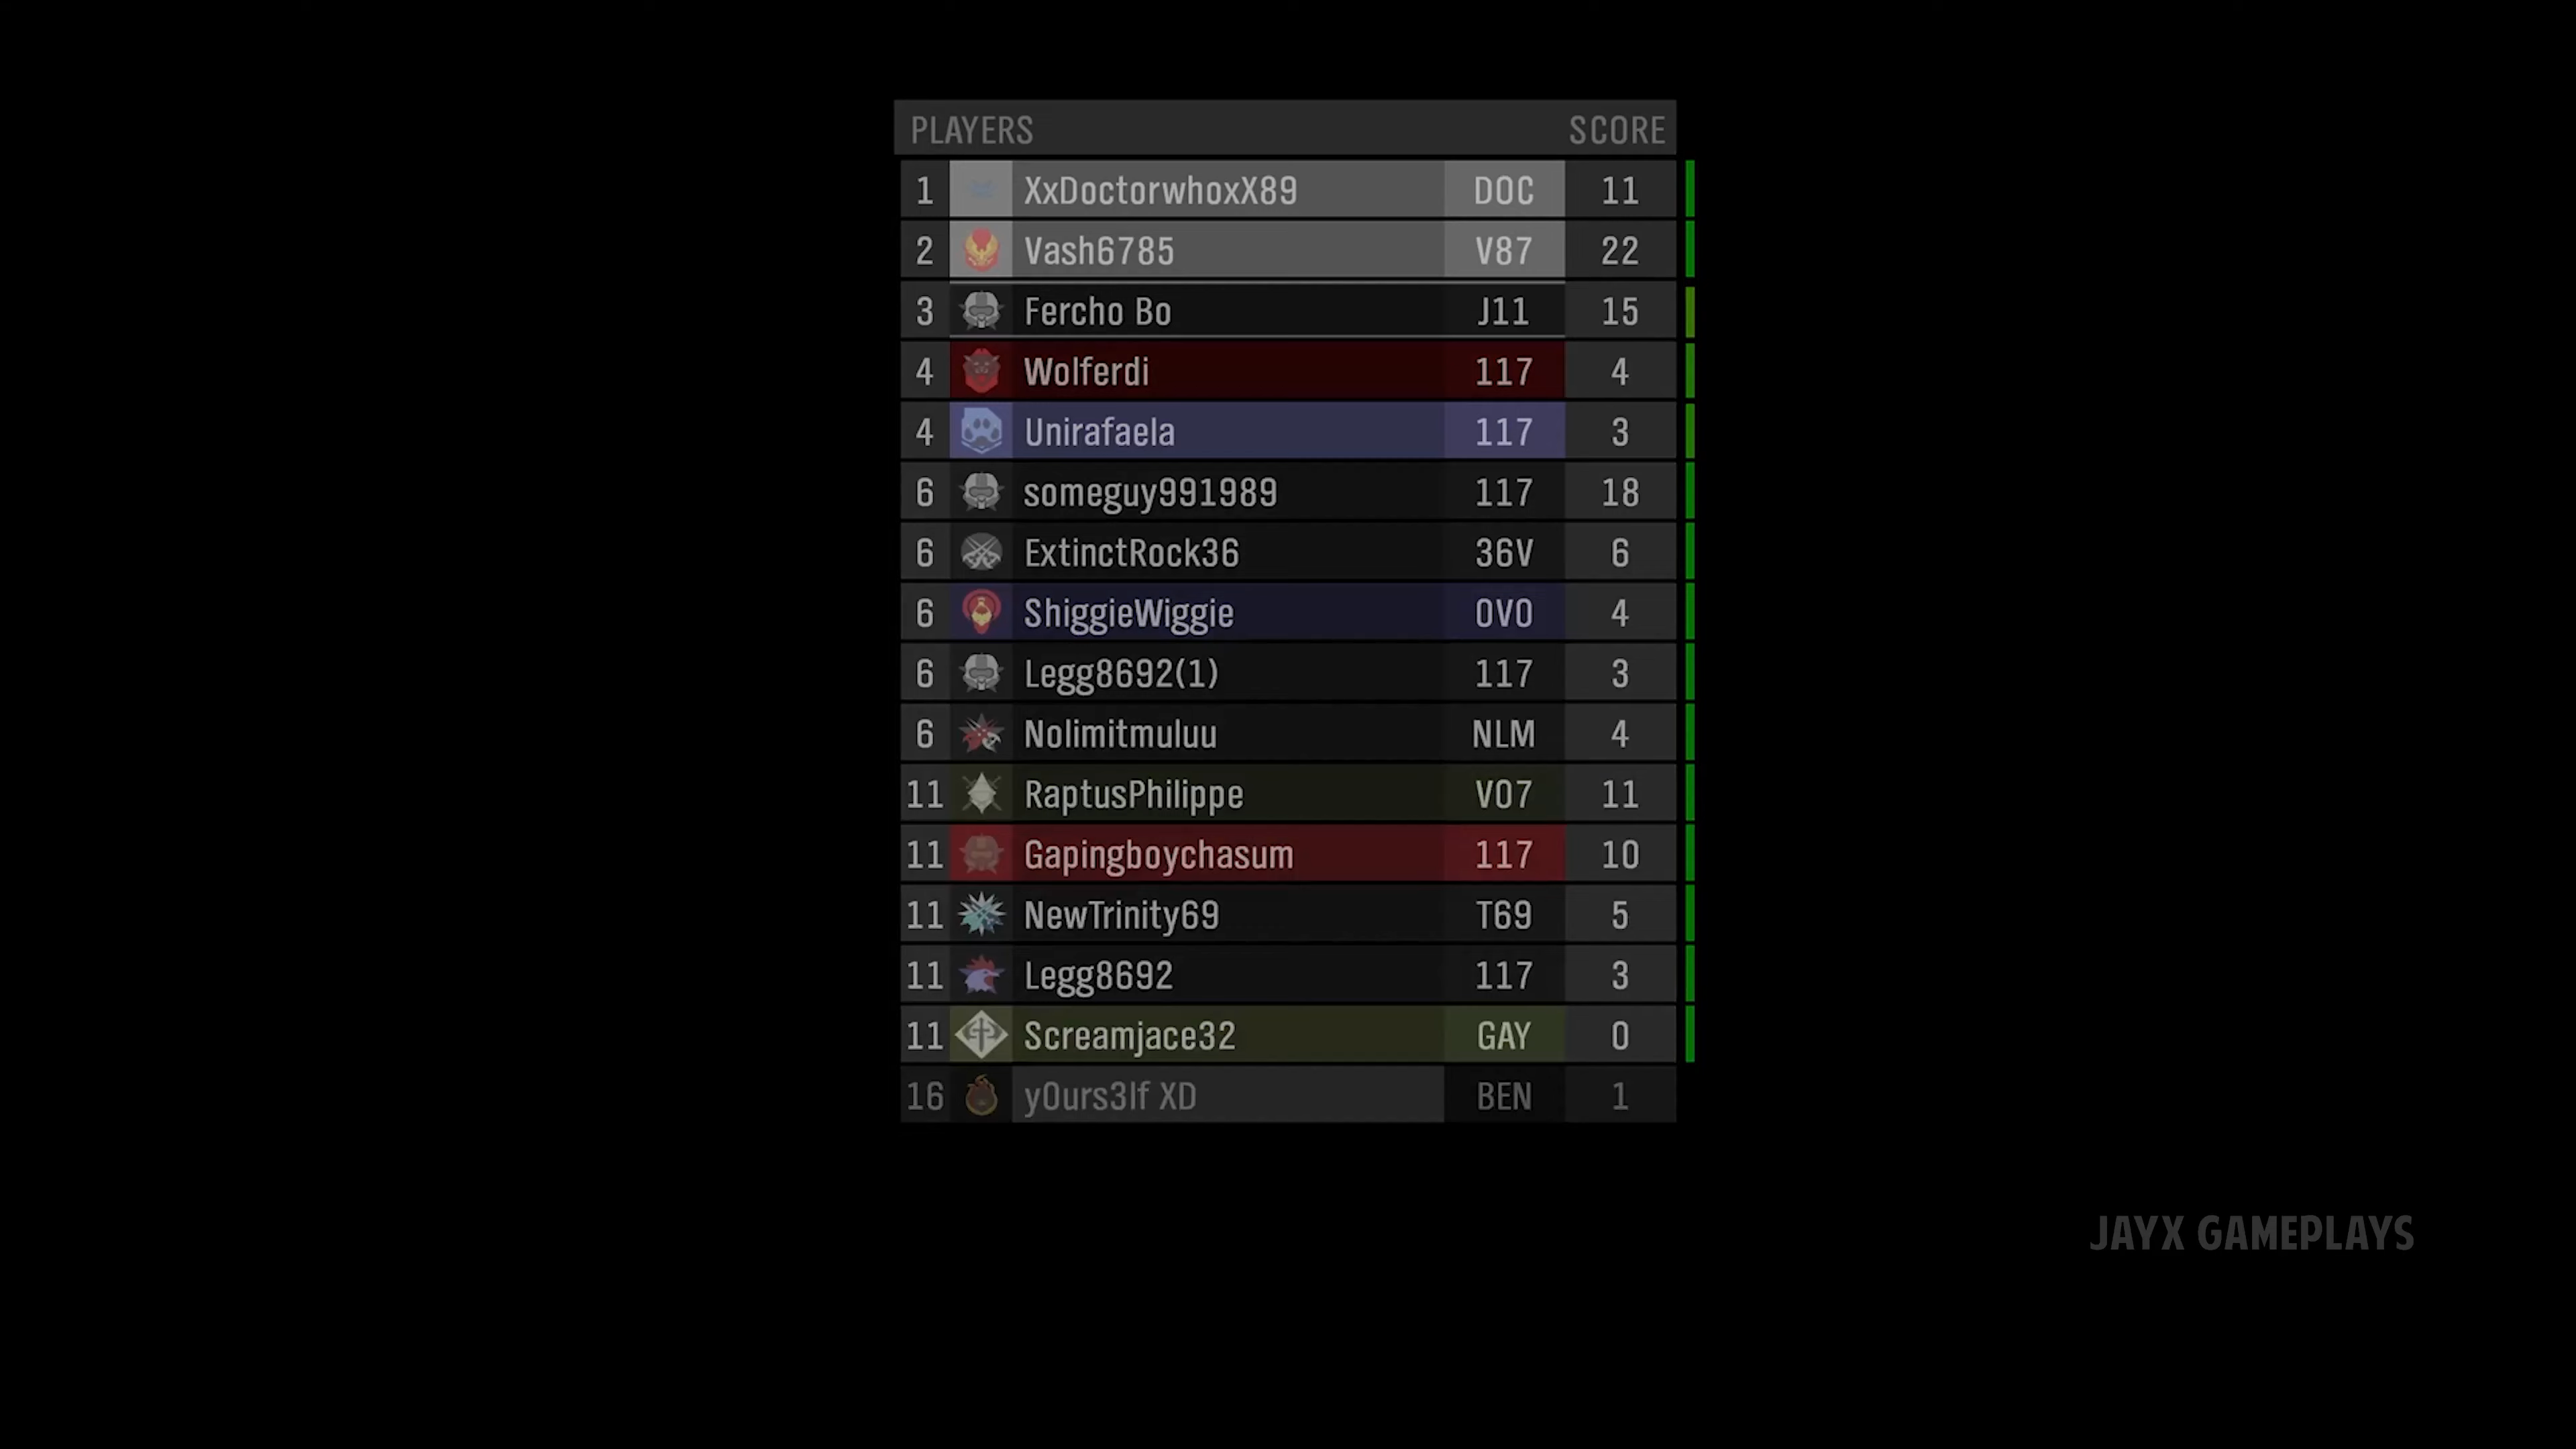 PLAYERS SCORE
1 XxDoctorwhoxX89 DOC 11
2 Vash6785 V87 22
3 Fercho Bo J11 15
4 Wolferdi 117 4
4 Unirafaela 117 3
6 someguy991989 117 18
6 ExtinctRock36 36V 6
6 ShiggieWiggie OVO 4
6 Legg8692(1) 117 3
6 Nolimitmuluu NLM 4
11 RaptusPhilippe V07 11
11 Gapingboychasum 117 10
11 NewTrinity69 T69 5
11 Legg8692 117 3
11 Screamjace32 GAY 0
16 y0urs3lf XD BEN 1
JAYX GAMEPLAYS